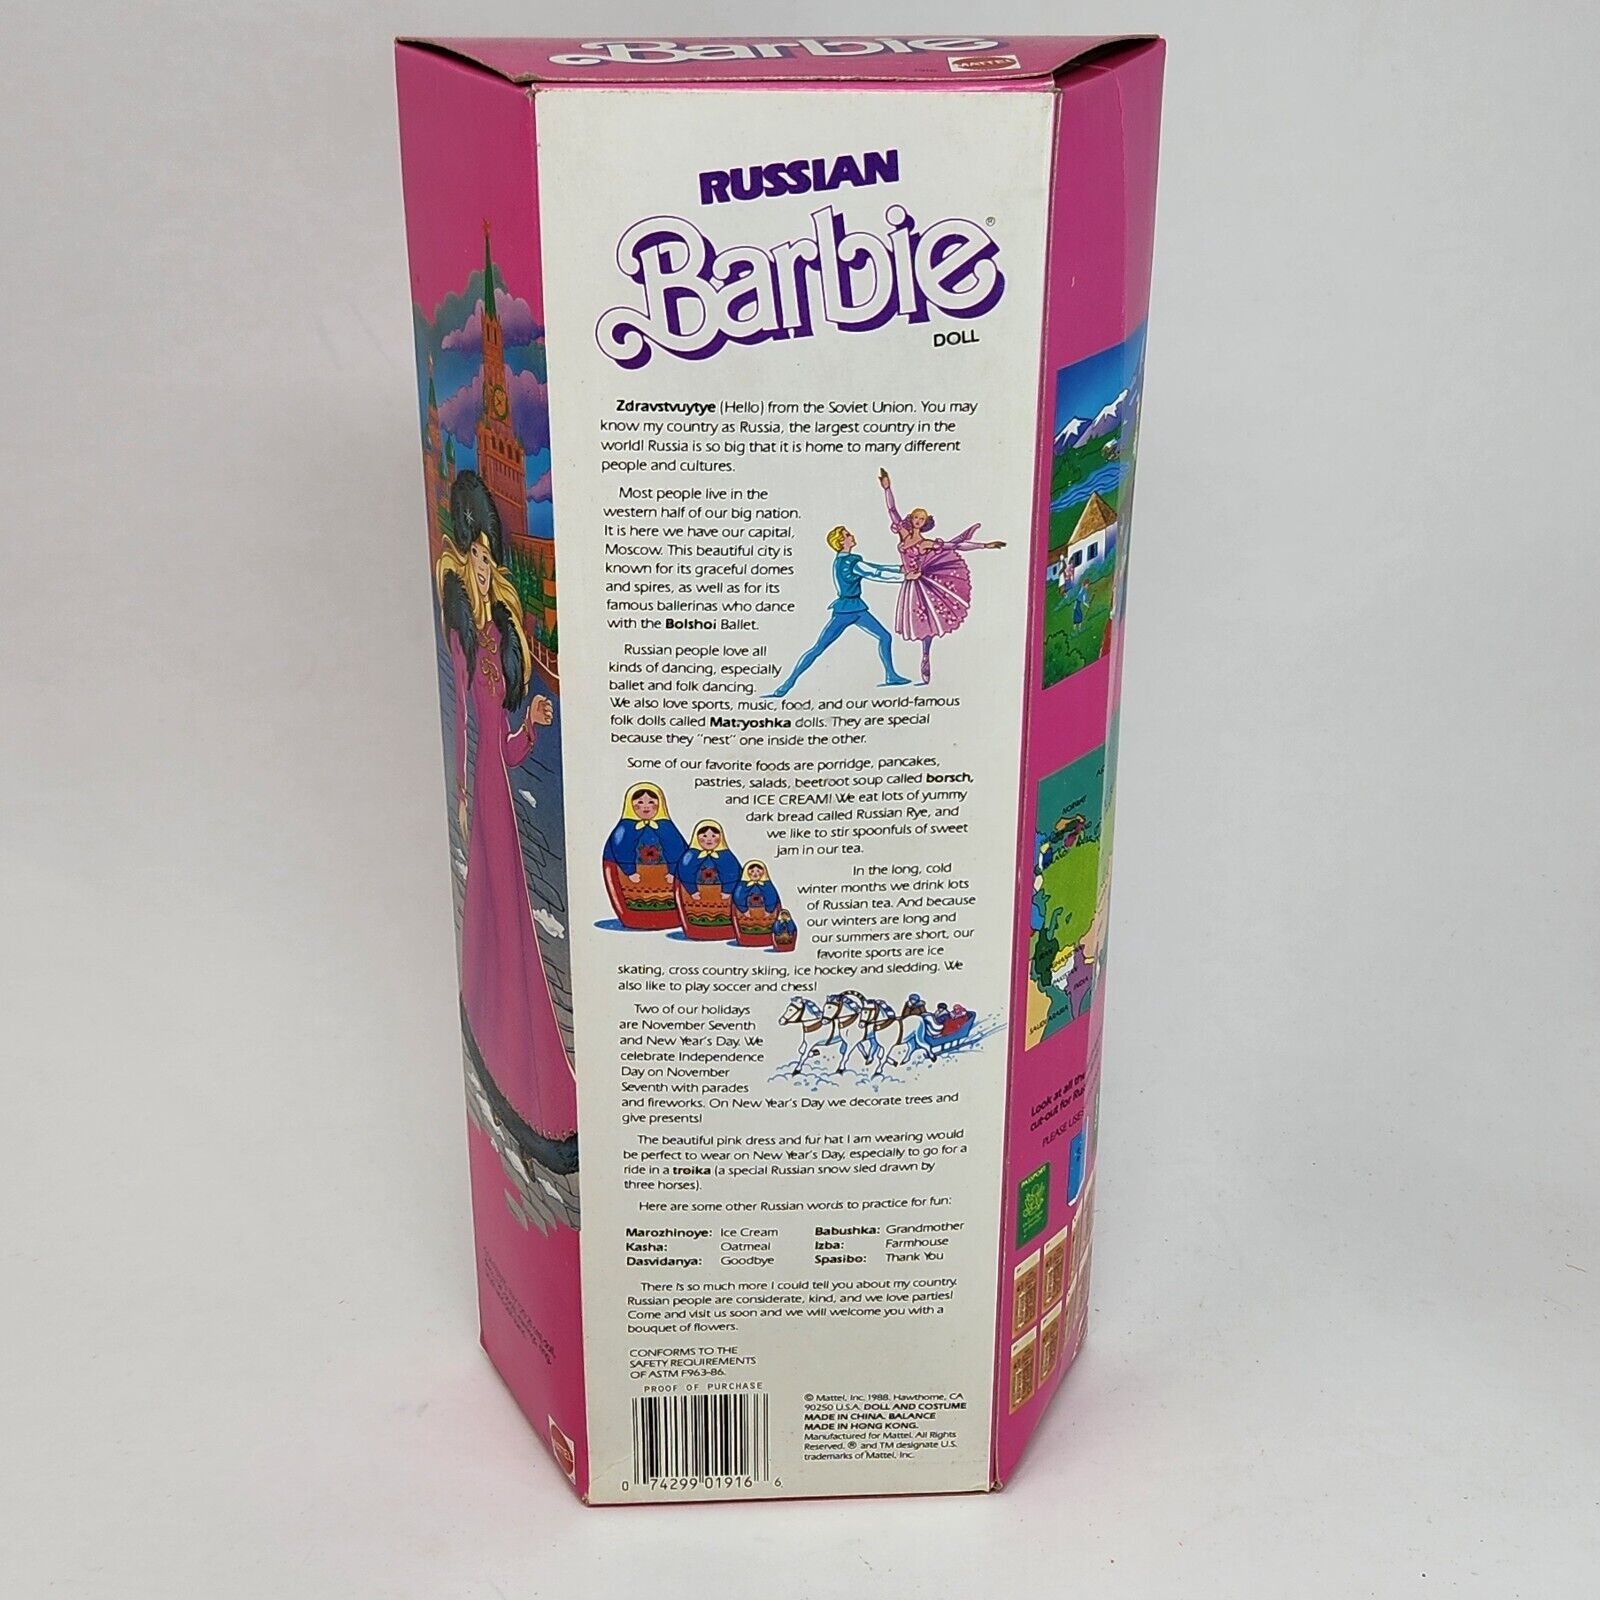 Barbie
MATTEL
RUSSIAN
Barbie®
DOLL
Zdravstvuytye (Hello) from the Soviet Union. You may
know my country as Russia, the largest country in the
world! Russia is so big that it is home to many different
people and cultures.
Most people live in the
western half of our big nation.
It is here we have our capital,
Moscow. This beautiful city is
known for its graceful domes
and spires, as well as for its
famous ballerinas who dance
with the Bolshoi Ballet.
Russian people love all
kinds of dancing, especially
ballet and folk dancing.
We also love sports, music, food, and our world-famous
folk dolls called Matryoshka dolls. They are special
because they "nest" one inside the other.
Some of our favorite foods are porridge, pancakes,
pastries, salads, beetroot soup called borsch,
and ICE CREAM! We eat lots of yummy
dark bread called Russian Rye, and
we like to stir spoonfuls of sweet
jam in our tea.
In the long, cold
winter months we drink lots
of Russian tea. And because
our winters are long and
our summers are short, our
favorite sports are ice
skating, cross country skiing, ice hockey and sledding. We
also like to play soccer and chess!
Two of our holidays
are November Seventh
and New Year's Day. We
celebrate Independence
Day on November
Seventh with parades
and fireworks. On New Year's Day we decorate trees and
give presents!
The beautiful pink dress and fur hat I am wearing would
be perfect to wear on New Year's Day, especially to go for a
ride in a troika (a special Russian snow sled drawn by
three horses).
Here are some other Russian words to practice for fun:
Marozhinoye: Ice Cream Babushka: Grandmother
Kasha: Oatmeal Izba: Farmhouse
Dasvidanya: Goodbye Spasibo: Thank You
There is so much more I could tell you about my country.
Russian people are considerate, kind, and we love parties!
Come and visit us soon and we will welcome you with a
bouquet of flowers.
CONFORMS TO THE
SAFETY REQUIREMENTS
OF ASTM F963-86.
PROOF OF PURCHASE
0 74299 01916 6
© Mattel, Inc. 1988. Hawthorne, CA
90250 U.S.A. DOLL AND COSTUME
MADE IN CHINA. BALANCE
MADE IN HONG KONG.
Manufactured for Mattel. All Rights
Reserved. ® and TM designate U.S.
trademarks of Mattel, Inc.
MATTEL
NORWAY
PAKISTAN
INDIA
SAUDI ARABIA
Look at all the
cut-out for Rus
PLEASE USE
PASSPORT